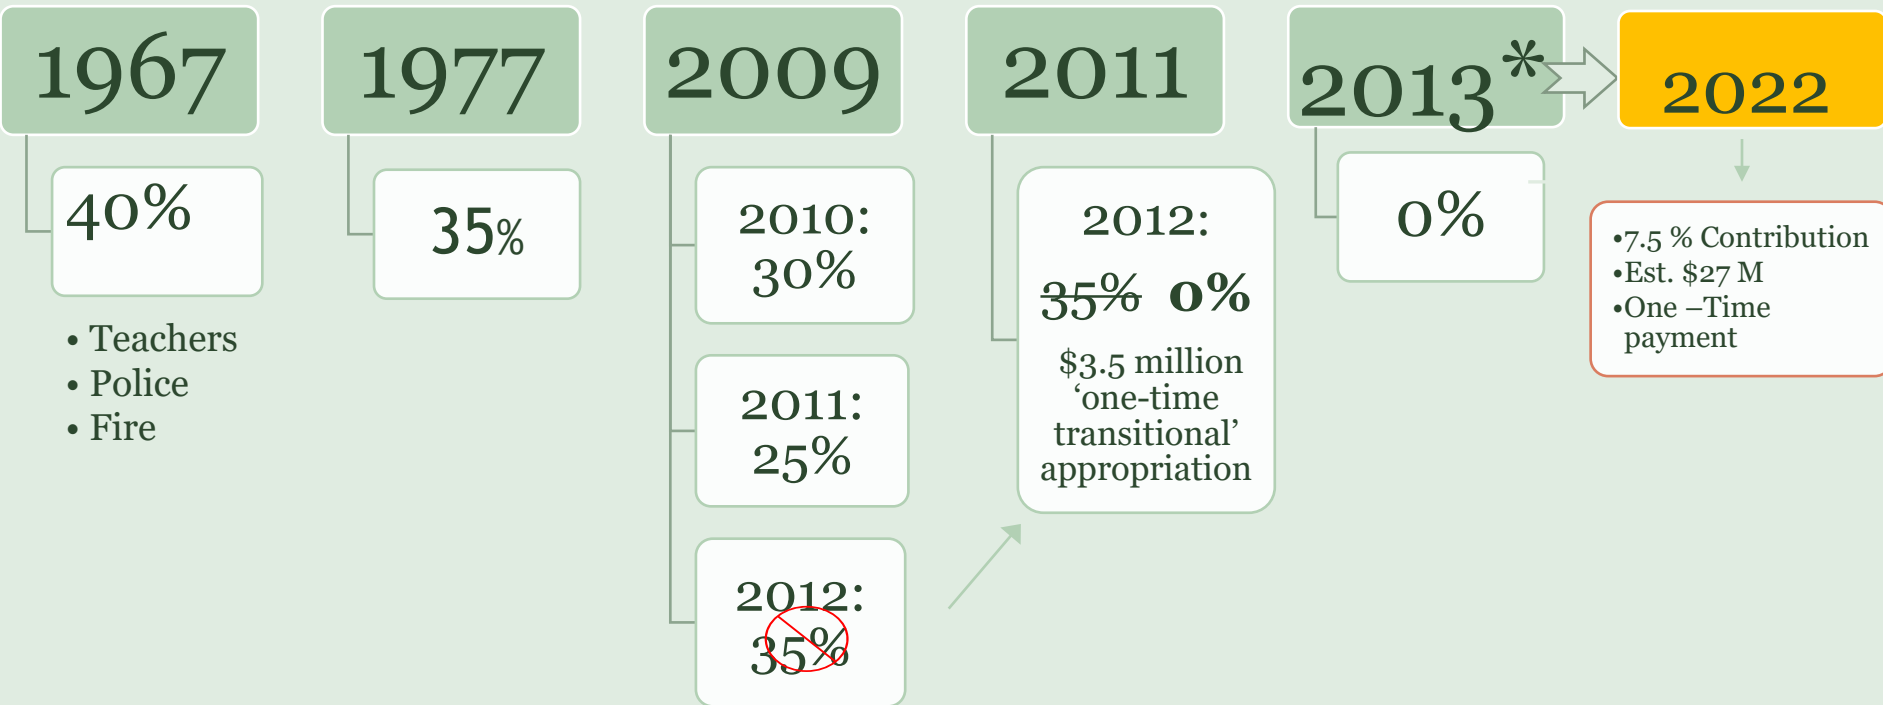 1967
40%
• Teachers
• Police
• Fire
1977
35%
2009
2010:
30%
2011:
25%
2012:
35%
2011
2012:
35% 0%
$3.5 million
‘one-time
transitional’
appropriation
2013*
0%
2022
•7.5 % Contribution
•Est. $27 M
•One –Time
payment